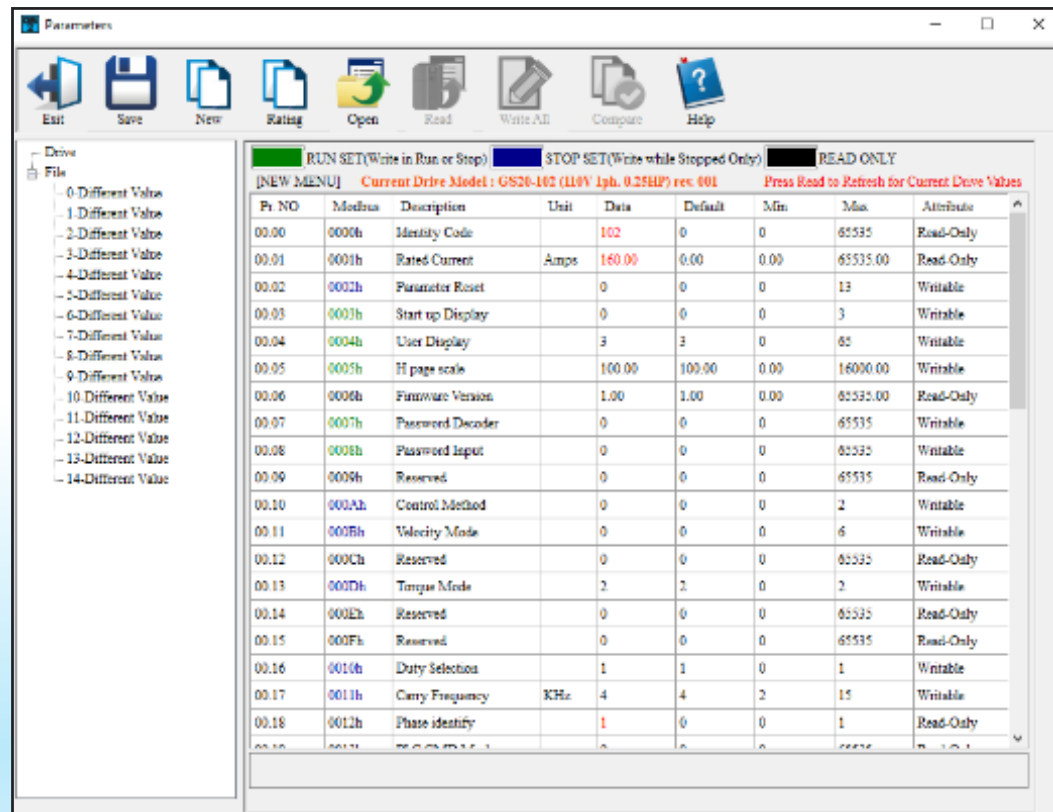 Parameters
Exit Save New Rating Open Read Write All Compare Help
Drive
File
0-Different Value
1-Different Value
2-Different Value
3-Different Value
4-Different Value
5-Different Value
6-Different Value
7-Different Value
8-Different Value
9-Different Value
10-Different Value
11-Different Value
12-Different Value
13-Different Value
14-Different Value
RUN SET(Write in Run or Stop) STOP SET(Write while Stopped Only) READ ONLY
[NEW MENU] Current Drive Model : GS20-102 (110V 1ph. 0.25HP) rev. 001 Press Read to Refresh for Current Drive Values
Pr. NO Modbus Description Unit Data Default Min Max Attribute
00.00 0000h Identity Code 102 0 0 65535 Read-Only
00.01 0001h Rated Current Amps 160.00 0.00 0.00 65535.00 Read-Only
00.02 0002h Parameter Reset 0 0 0 13 Writable
00.03 0003h Start up Display 0 0 0 3 Writable
00.04 0004h User Display 3 3 0 65 Writable
00.05 0005h H page scale 100.00 100.00 0.00 16000.00 Writable
00.06 0006h Firmware Version 1.00 1.00 0.00 65535.00 Read-Only
00.07 0007h Password Decoder 0 0 0 65535 Writable
00.08 0008h Password Input 0 0 0 65535 Writable
00.09 0009h Reserved 0 0 0 65535 Read-Only
00.10 000Ah Control Method 0 0 0 2 Writable
00.11 000Bh Velocity Mode 0 0 0 6 Writable
00.12 000Ch Reserved 0 0 0 65535 Read-Only
00.13 000Dh Torque Mode 2 2 0 2 Writable
00.14 000Eh Reserved 0 0 0 65535 Read-Only
00.15 000Fh Reserved 0 0 0 65535 Read-Only
00.16 0010h Duty Selection 1 1 0 1 Writable
00.17 0011h Carry Frequency KHz 4 4 2 15 Writable
00.18 0012h Phase identify 1 0 0 1 Read-Only